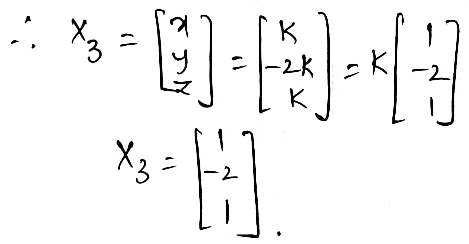 ∴ X₃ = [x y z] = [K -2K K] = K [1 -2 1]
X₃ = [1 -2 1].